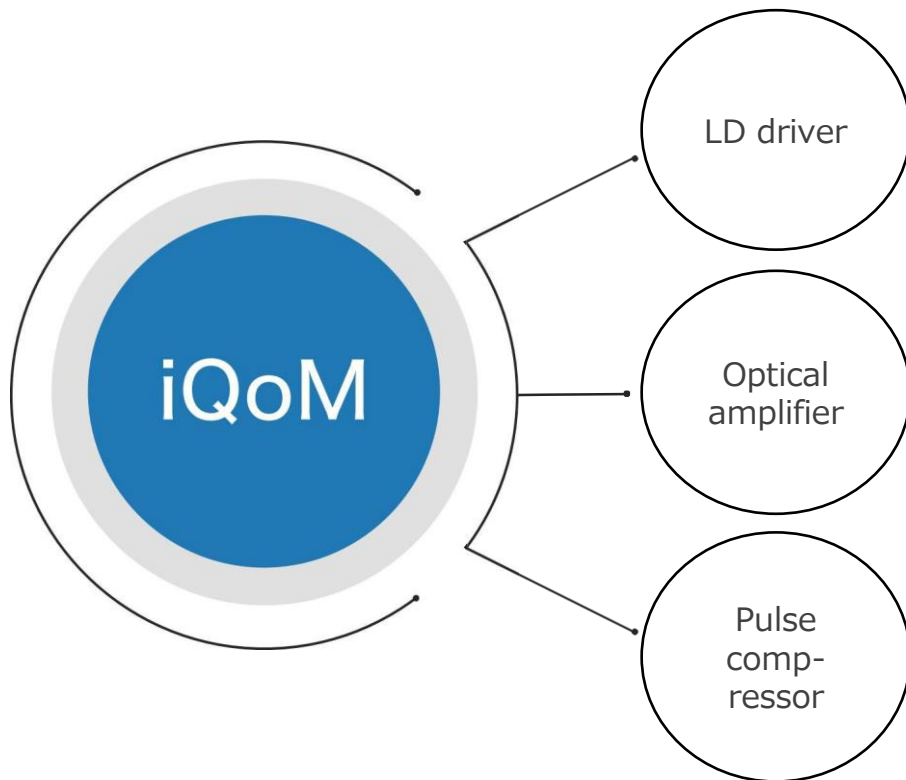 LD driver
iQoM
Optical
amplifier
Pulse
comp-
ressor